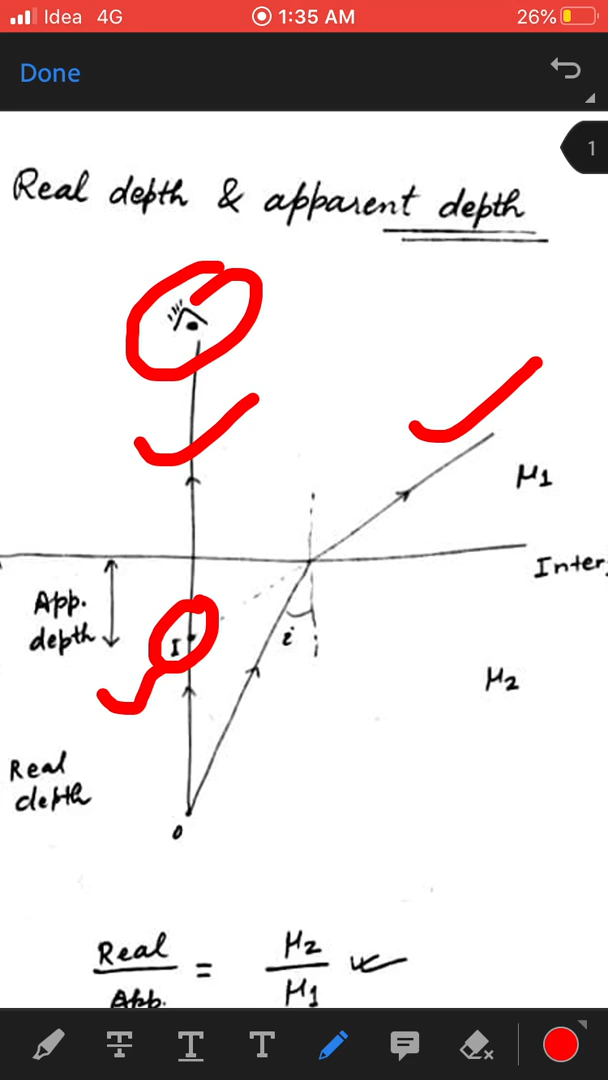 Idea 4G 1:35 AM 26%
Done
1
Real depth & apparent depth
μ1
Inter
App.
depth
I
i
μ2
Real
depth
O
Real = μ2
App. μ1
T T T